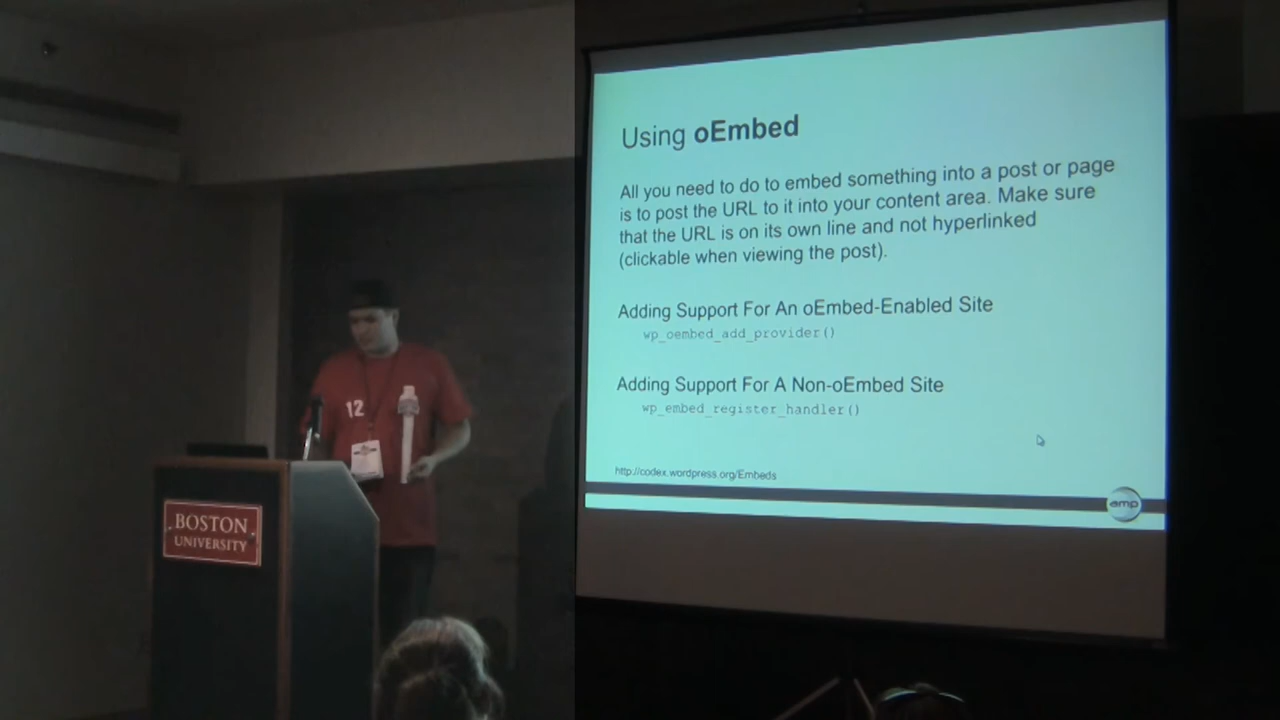 Using oEmbed
All you need to do to embed something into a post or page
is to post the URL to it into your content area. Make sure
that the URL is on its own line and not hyperlinked
(clickable when viewing the post).
Adding Support For An oEmbed-Enabled Site
wp_oembed_add_provider()
Adding Support For A Non-oEmbed Site
wp_embed_register_handler()
http://codex.wordpress.org/Embeds
amp
12
BOSTON
UNIVERSITY